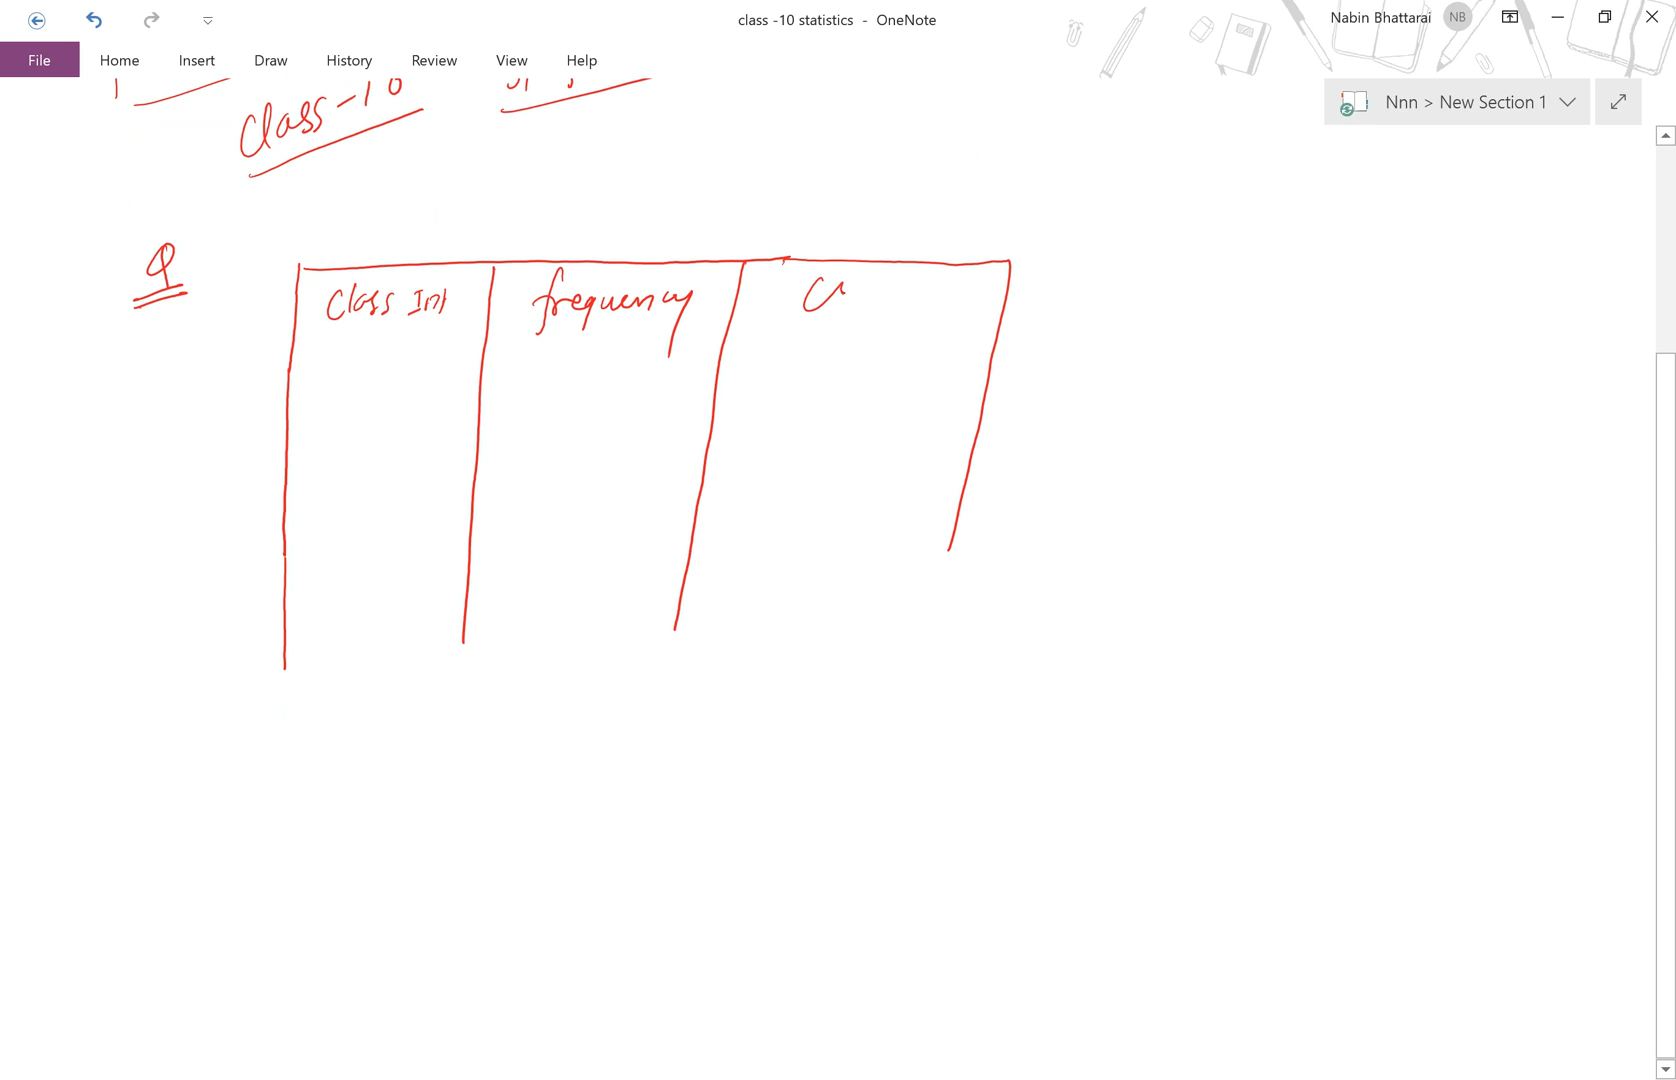 class -10 statistics - OneNote
Nabin Bhattarai NB
File Home Insert Draw History Review View Help
Nnn > New Section 1
Class-10
Q
Class Int frequency C